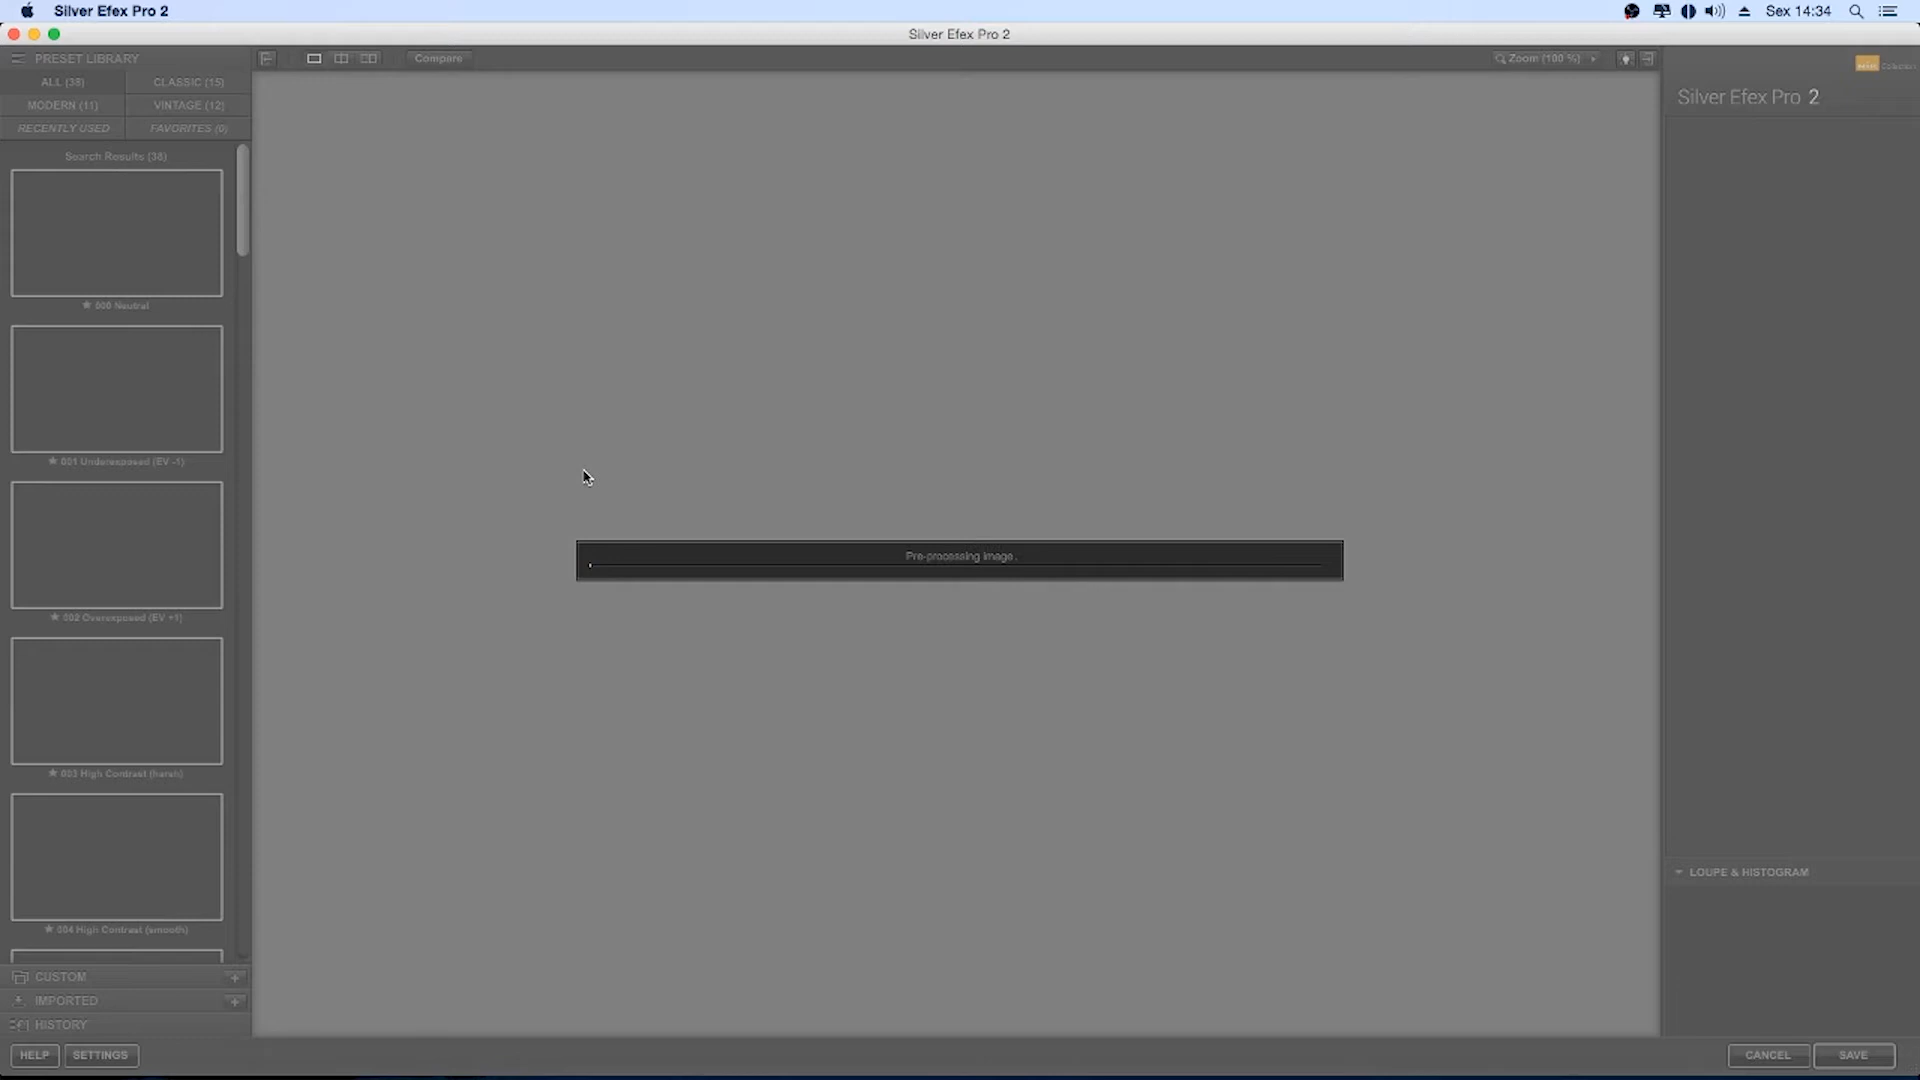 Silver Efex Pro 2
Sex 14:34
Silver Efex Pro 2
PRESET LIBRARY
Compare
Zoom (100 %)
ALL (38)
CLASSIC (15)
MODERN (11)
VINTAGE (12)
RECENTLY USED
FAVORITES (0)
Silver Efex Pro 2
Search Results (38)
★ 000 Neutral
★ 001 Underexposed (EV -1)
★ 002 Overexposed (EV +1)
★ 003 High Contrast (harsh)
★ 004 High Contrast (smooth)
Pre-processing image.
LOUPE & HISTOGRAM
CUSTOM
IMPORTED
HISTORY
HELP
SETTINGS
CANCEL
SAVE